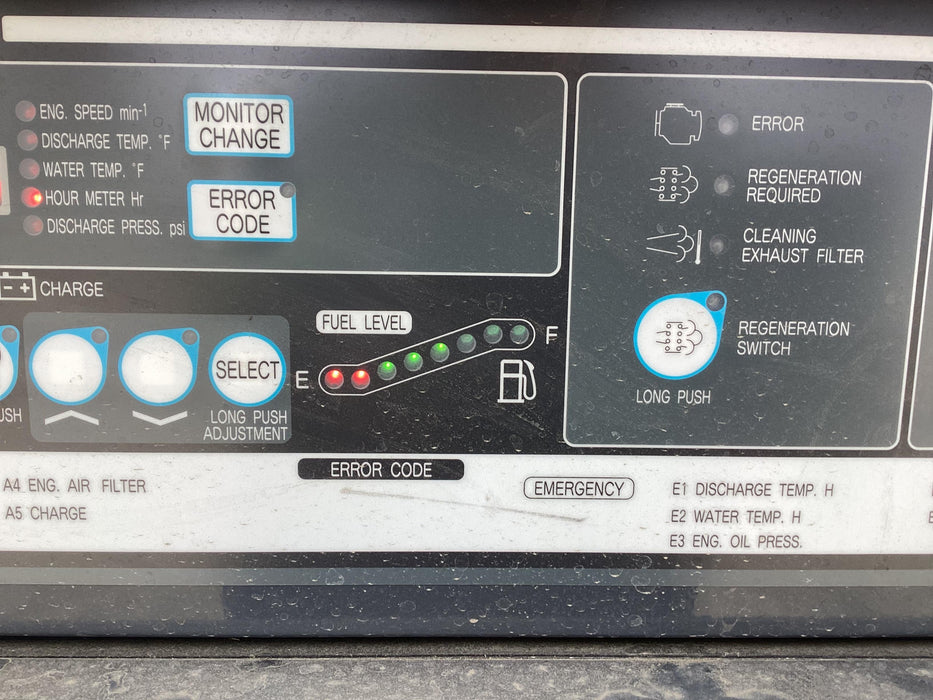 ENG. SPEED min-1
DISCHARGE TEMP. °F
WATER TEMP. °F
HOUR METER Hr
DISCHARGE PRESS. psi
MONITOR
CHANGE
ERROR
CODE
ERROR
REGENERATION
REQUIRED
CLEANING
EXHAUST FILTER
REGENERATION
SWITCH
LONG PUSH
- +
CHARGE
FUEL LEVEL
E
F
SELECT
LONG PUSH
ADJUSTMENT
ERROR CODE
A4 ENG. AIR FILTER
A5 CHARGE
EMERGENCY
E1 DISCHARGE TEMP. H
E2 WATER TEMP. H
E3 ENG. OIL PRESS.